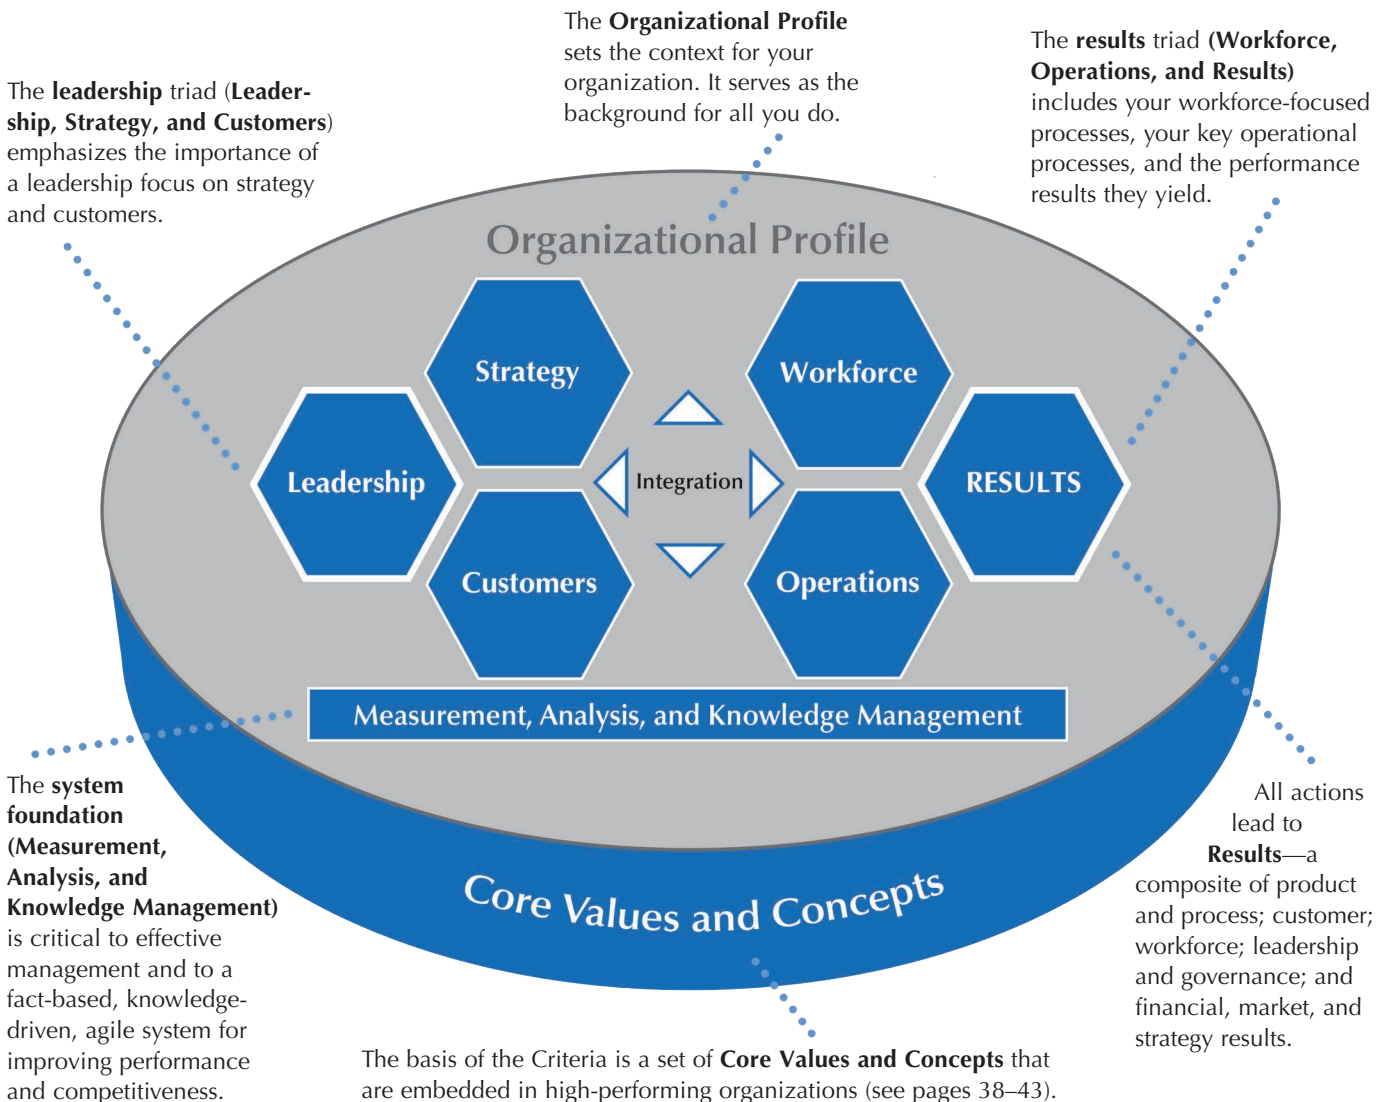 The Organizational Profile
sets the context for your
organization. It serves as the
background for all you do.
The results triad (Workforce,
Operations, and Results)
includes your workforce-focused
processes, your key operational
processes, and the performance
results they yield.
The leadership triad (Leader-
ship, Strategy, and Customers)
emphasizes the importance of
a leadership focus on strategy
and customers.
Organizational Profile
Strategy
Workforce
Leadership
Integration
RESULTS
Customers
Operations
Measurement, Analysis, and Knowledge Management
Core Values and Concepts
The system
foundation
(Measurement,
Analysis, and
Knowledge Management)
is critical to effective
management and to a
fact-based, knowledge-
driven, agile system for
improving performance
and competitiveness.
All actions
lead to
Results—a
composite of product
and process; customer;
workforce; leadership
and governance; and
financial, market, and
strategy results.
The basis of the Criteria is a set of Core Values and Concepts that
are embedded in high-performing organizations (see pages 38–43).